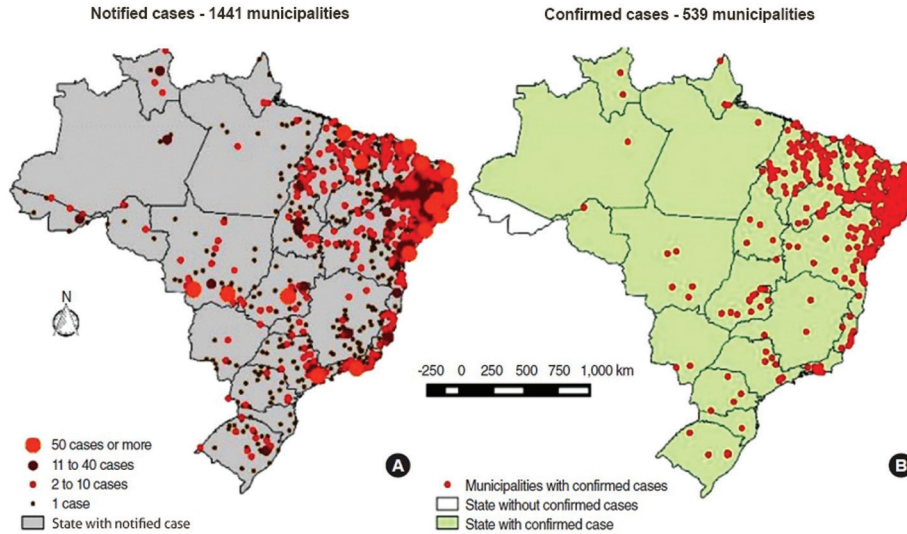 Notified cases - 1441 municipalities
Confirmed cases - 539 municipalities
N
-250 0 250 500 750 1,000 km
50 cases or more
11 to 40 cases
2 to 10 cases
1 case
State with notified case
A
Municipalities with confirmed cases
State without confirmed cases
State with confirmed case
B